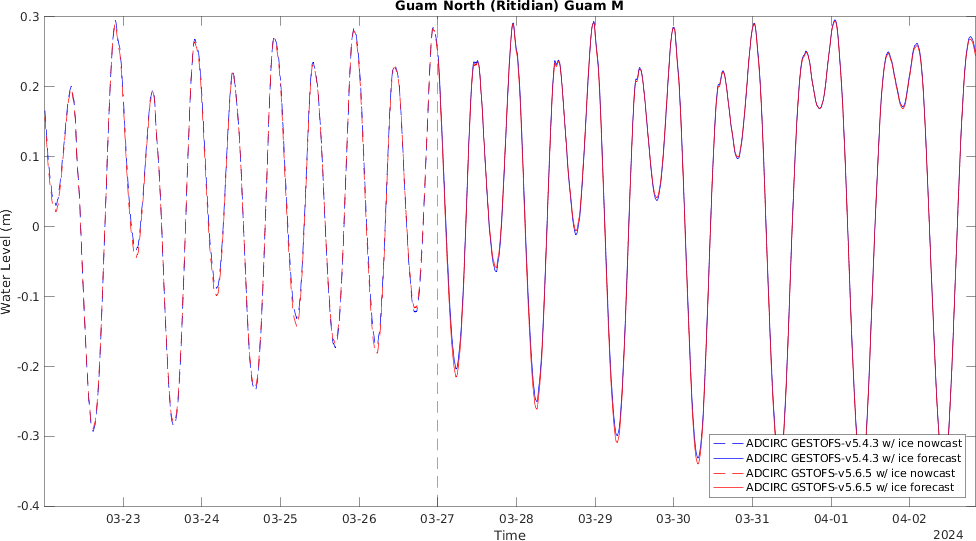 Guam North (Ritidian) Guam M
0.3
0.2
0.1
0
-0.1
-0.2
-0.3
-0.4
Water Level (m)
ADCIRC GESTOFS-v5.4.3 w/ ice nowcast
ADCIRC GESTOFS-v5.4.3 w/ ice forecast
ADCIRC GSTOFS-v5.6.5 w/ ice nowcast
ADCIRC GSTOFS-v5.6.5 w/ ice forecast
03-23 03-24 03-25 03-26 03-27 03-28 03-29 03-30 03-31 04-01 04-02
Time
2024